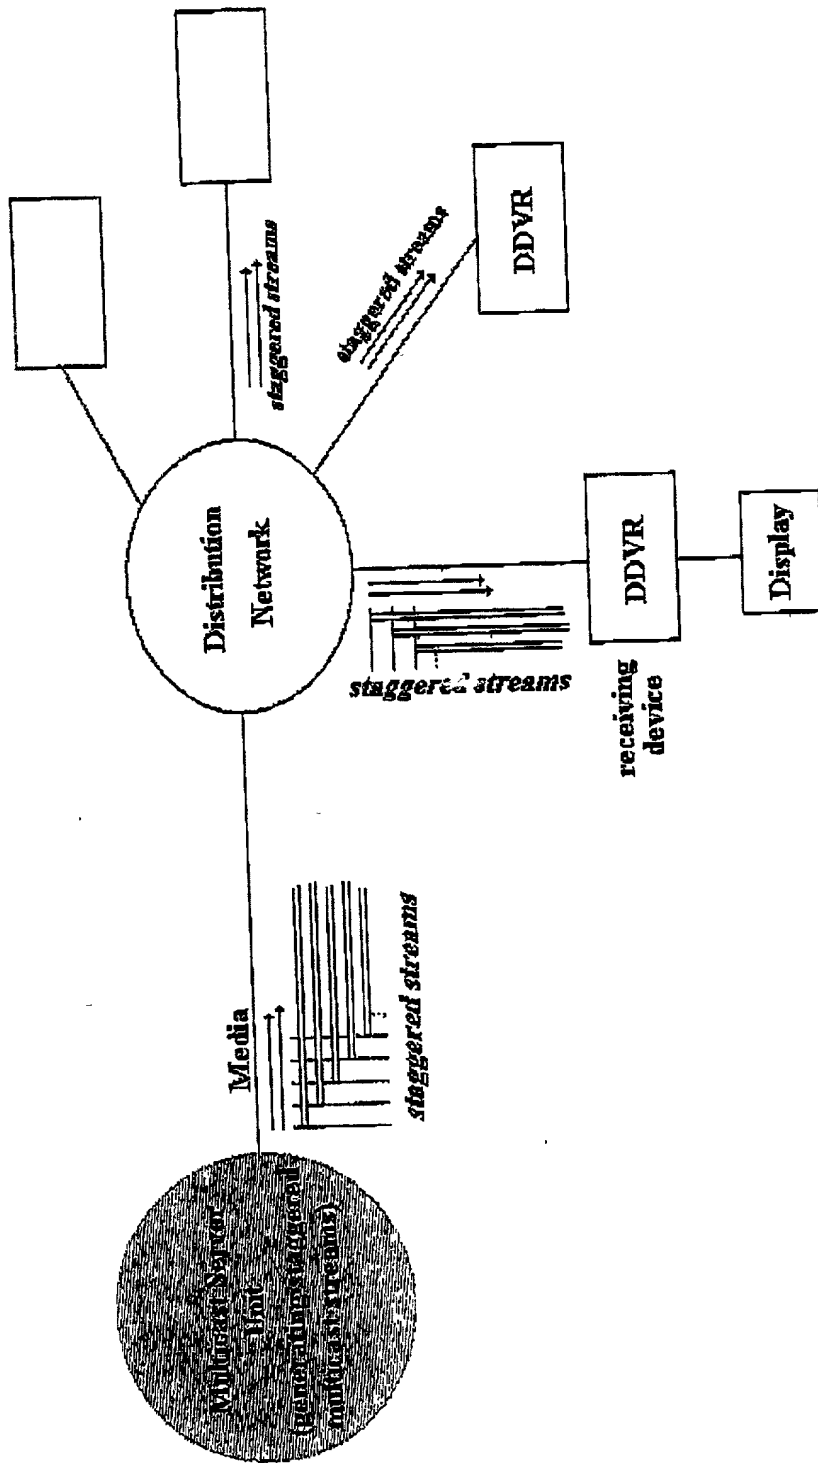 Multicast Server
Unit
(generating staggered
multicast streams)
Media
staggered streams
Distribution
Network
staggered streams
receiving
device
DDVR
Display
staggered streams
DDVR
staggered streams